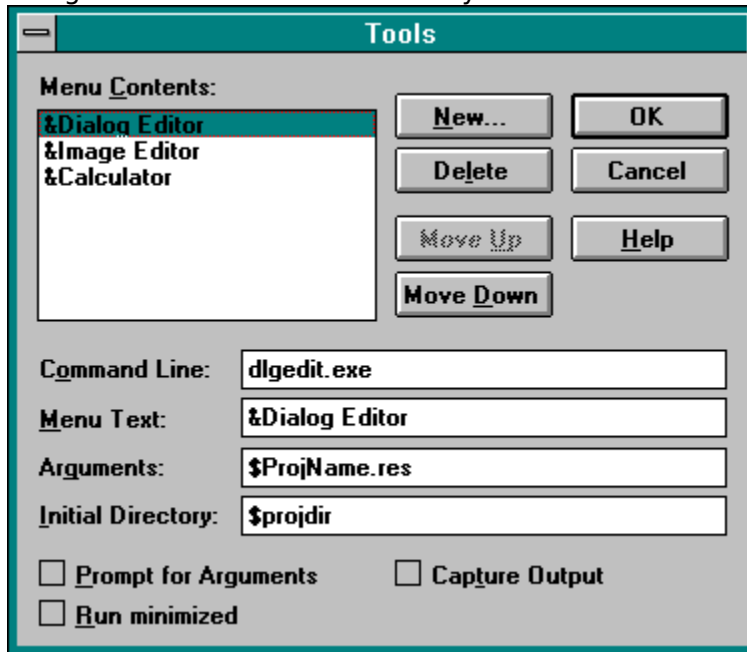 Tools
Menu Contents:
&Dialog Editor
&Image Editor
&Calculator
New...
OK
Delete
Cancel
Move Up
Help
Move Down
Command Line: dlgedit.exe
Menu Text: &Dialog Editor
Arguments: $ProjName.res
Initial Directory: $projdir
Prompt for Arguments
Capture Output
Run minimized